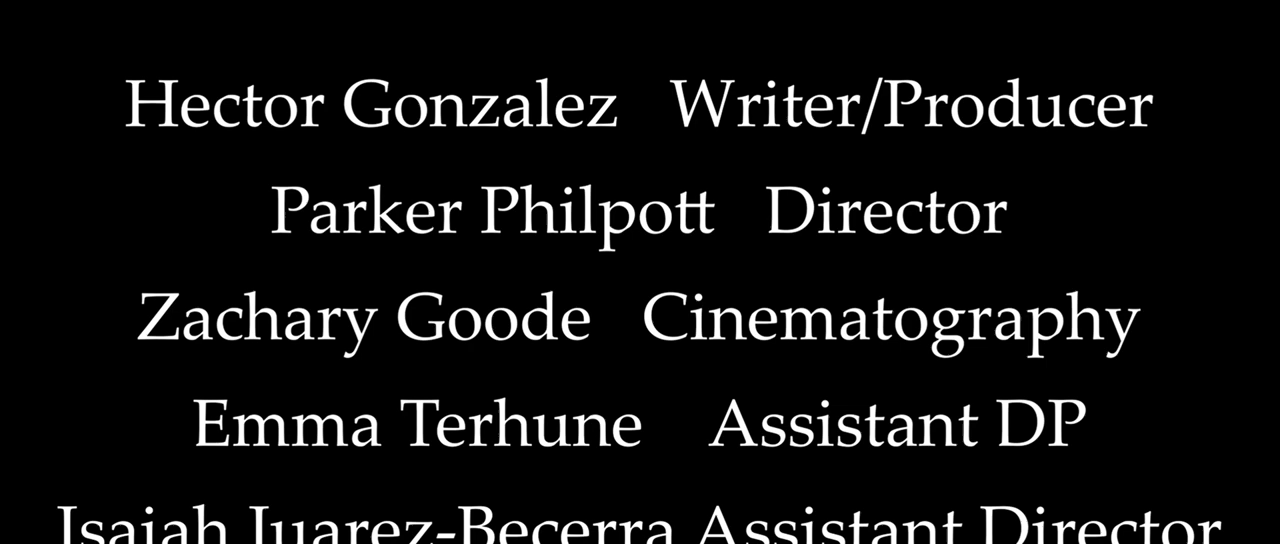 Hector Gonzalez Writer/Producer
Parker Philpott Director
Zachary Goode Cinematography
Emma Terhune Assistant DP
Isaiah Juarez-Becerra Assistant Director